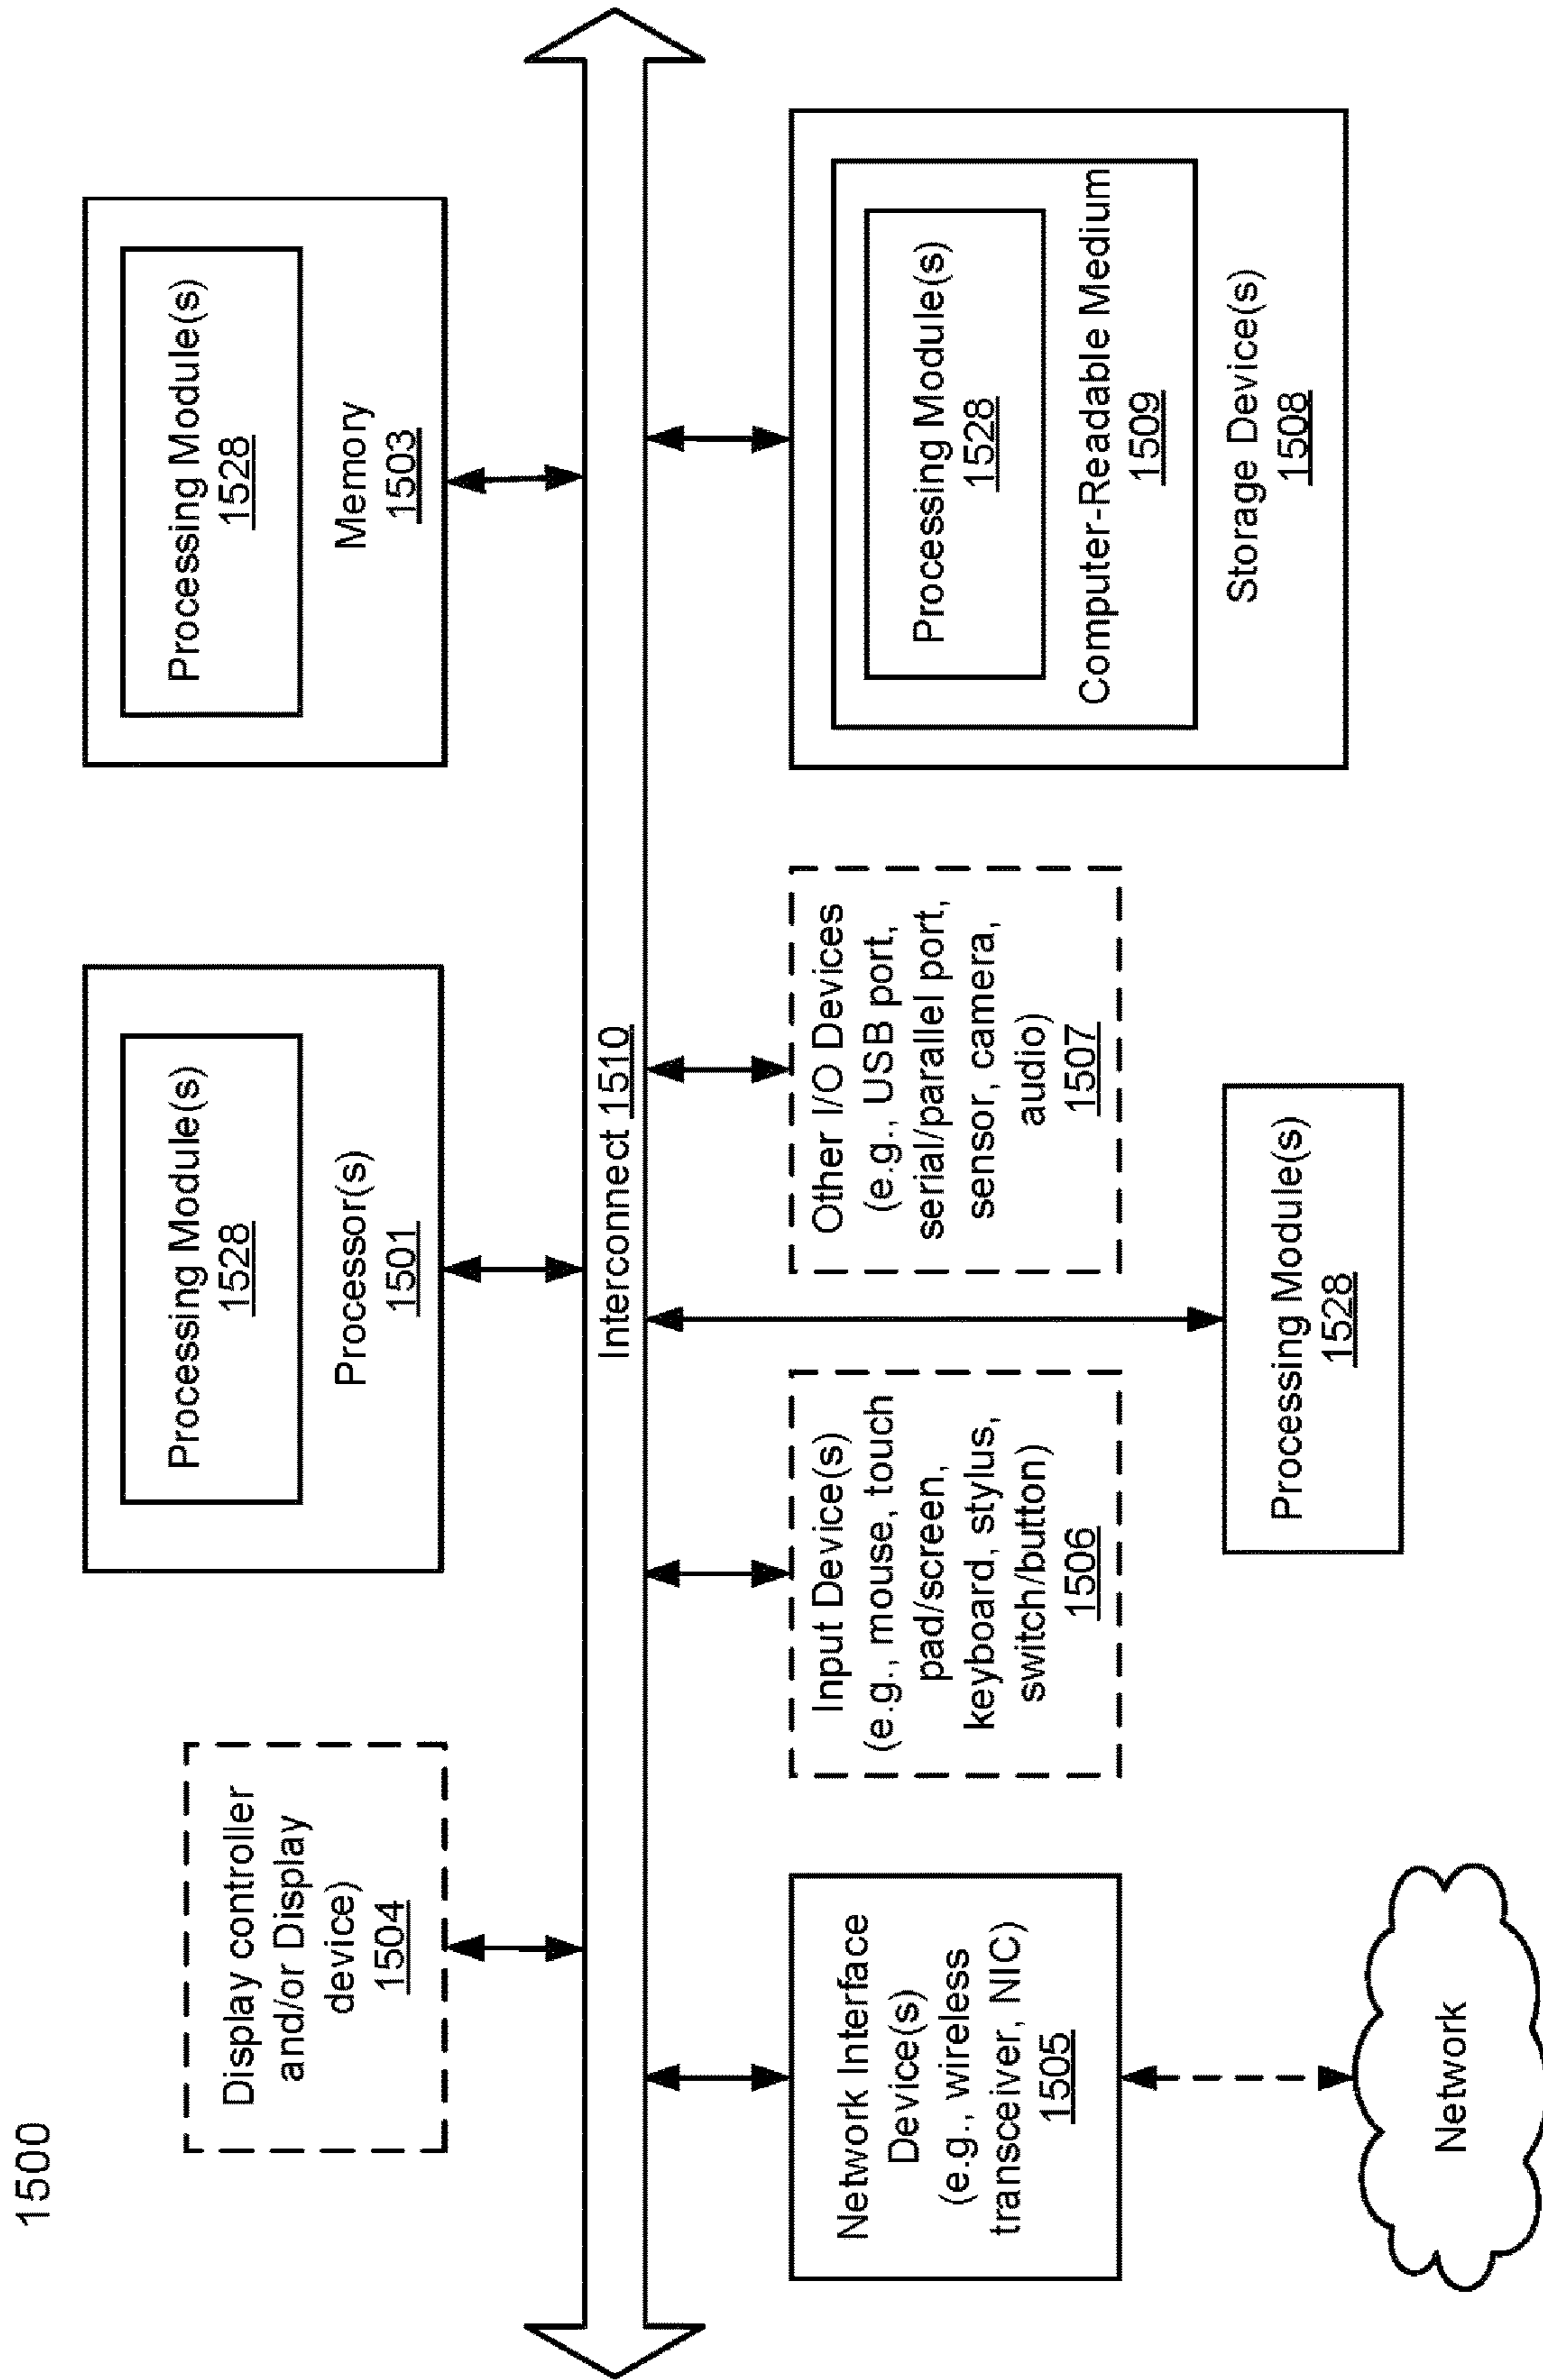 1500
Display controller
and/or Display
device)
1504
Processing Module(s)
1528
Processor(s)
1501
Processing Module(s)
1528
Memory
1503
Interconnect 1510
Network Interface
Device(s)
(e.g., wireless
transceiver, NIC)
1505
Input Device(s)
(e.g., mouse, touch
pad/screen,
keyboard, stylus,
switch/button)
1506
Other I/O Devices
(e.g., USB port,
serial/parallel port,
sensor, camera,
audio)
1507
Processing Module(s)
1528
Computer-Readable Medium
1509
Storage Device(s)
1508
Processing Module(s)
1528
Network